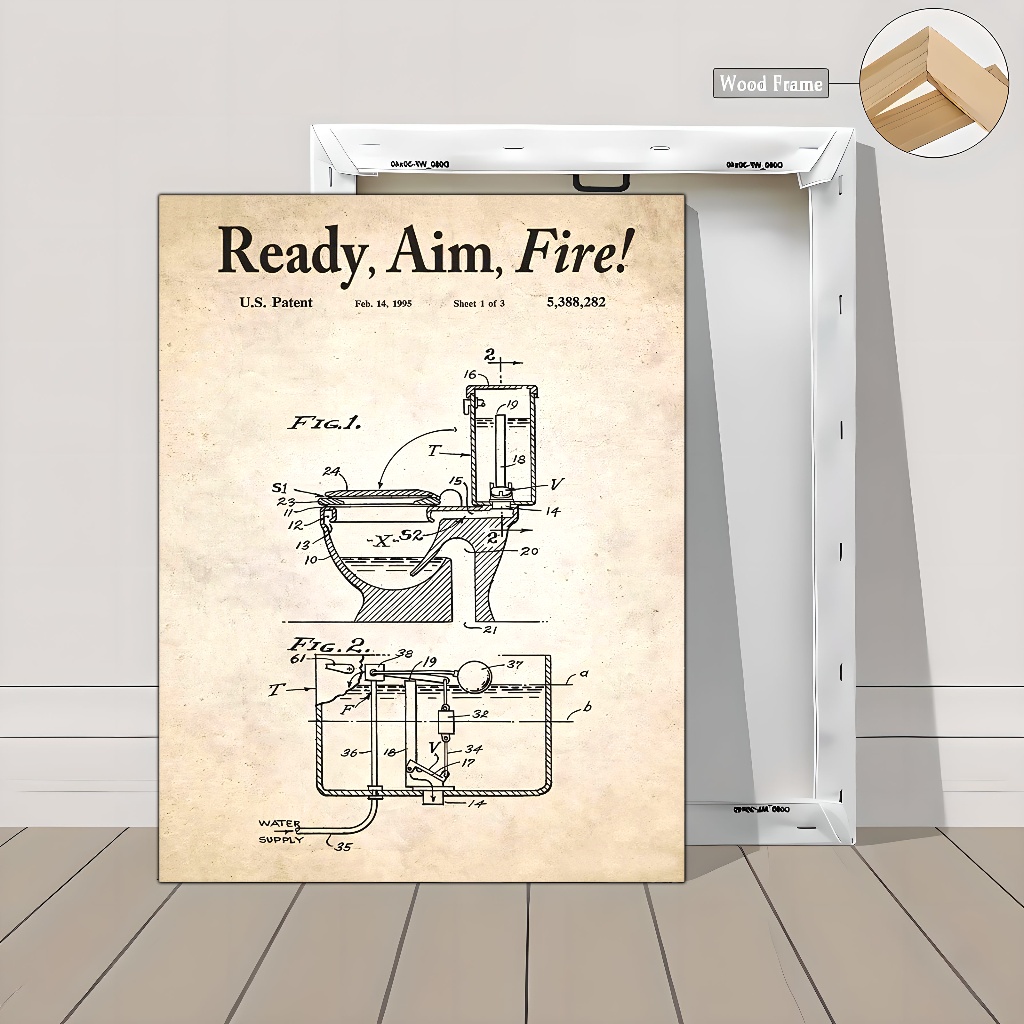 Wood Frame
Ready, Aim, Fire!
U.S. Patent Feb. 14, 1995 Sheet 1 of 3 5,388,282
2
16
19
FIG.1.
T
18
24
S1
15
V
23
11
14
12
-X-
S2
2
13
20
10
21
FIG.2.
61
38
19
37
T
a
F
32
b
36
18
V
34
17
14
WATER
SUPPLY
35